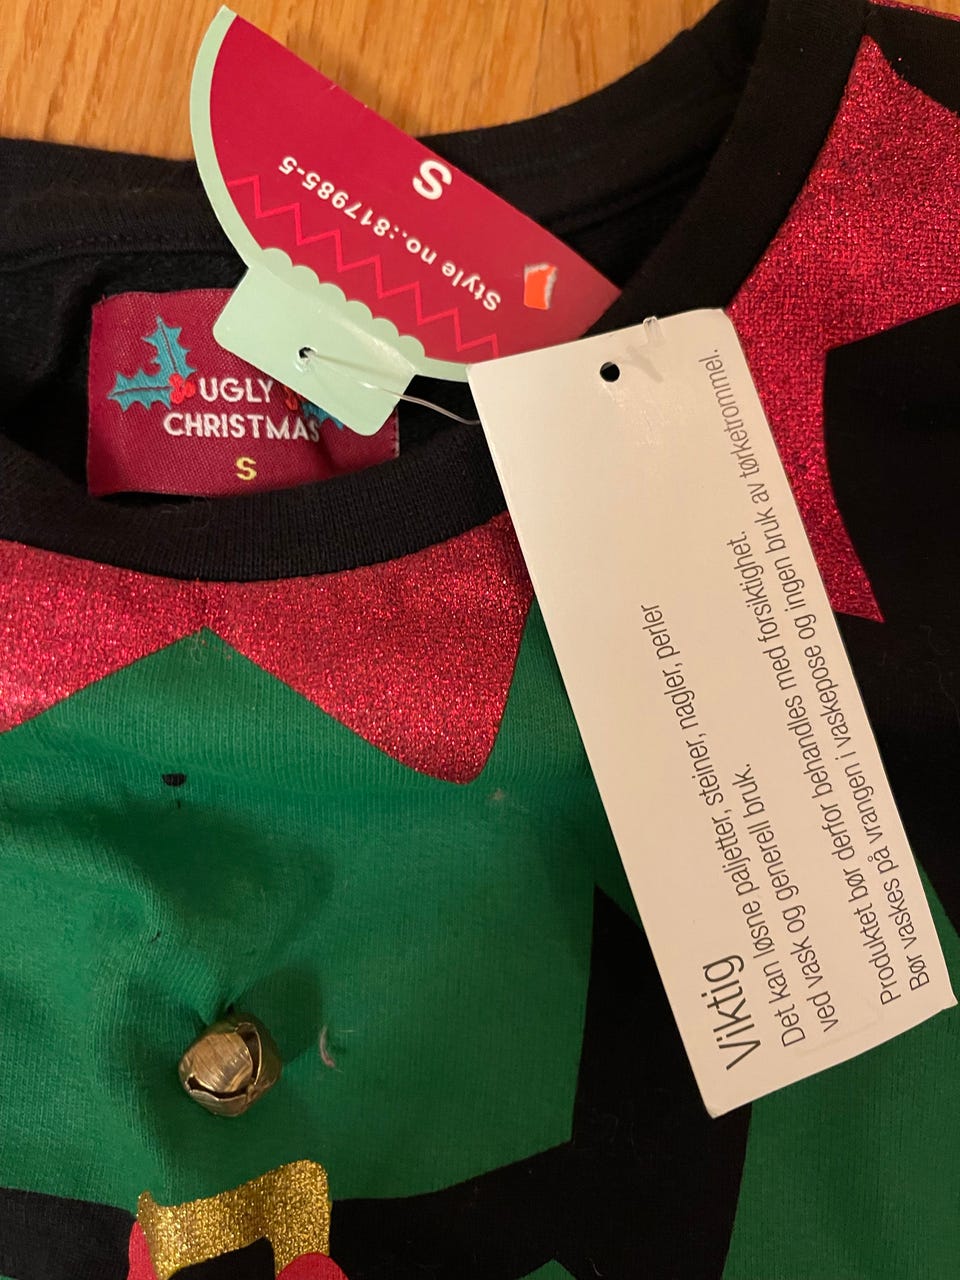 S
Style no.:817985-5
UGLY
CHRISTMAS
S
Viktig
Det kan løsne paljetter, steiner, nagler, perler
ved vask og generell bruk.
Produktet bør derfor behandles med forsiktighet.
Bør vaskes på vrangen i vaskepose og ingen bruk av tørketrommel.